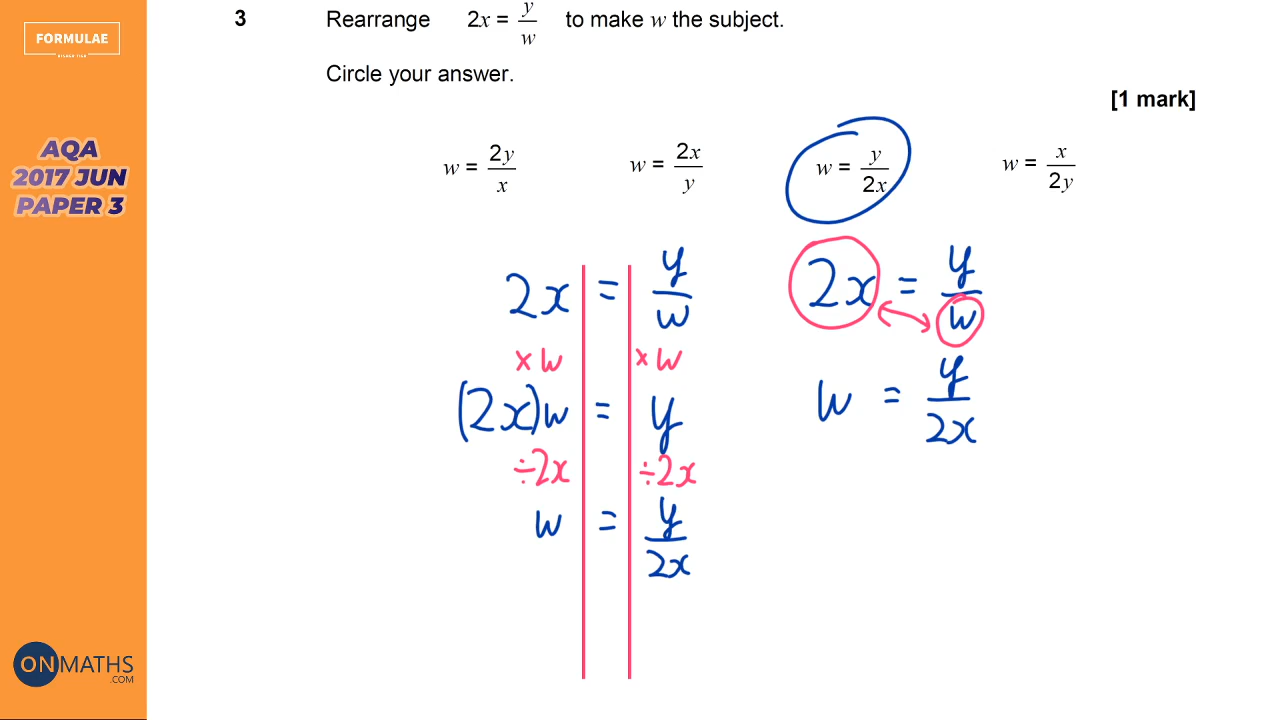 FORMULAE
AQA
2017 JUN
PAPER 3
3 Rearrange 2x = y/w to make w the subject.
Circle your answer.
[1 mark]
w = 2y/x w = 2x/y w = y/2x w = x/2y
2x = y/w
×w ×w
(2x)w = y
÷2x ÷2x
w = y/2x
2x = y/w
w = y/2x
ONMATHS
.COM